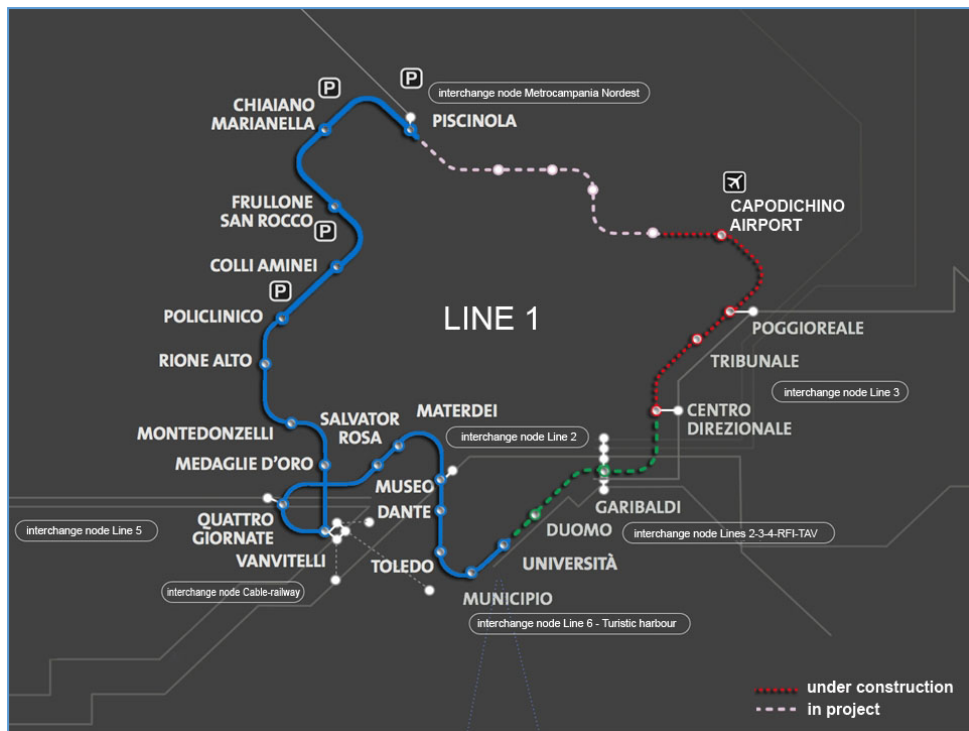 P
P
interchange node Metrocampania Nordest
CHIAIANO
MARIANELLA
PISCINOLA
FRULLONE
SAN ROCCO
P
CAPODICHINO
AIRPORT
COLLI AMINEI
P
POLICLINICO
LINE 1
POGGIOREALE
RIONE ALTO
TRIBUNALE
interchange node Line 3
SALVATOR
ROSA
MATERDEI
CENTRO
DIREZIONALE
MONTEDONZELLI
interchange node Line 2
MEDAGLIE D'ORO
MUSEO
GARIBALDI
QUATTRO
GIORNATE
DANTE
DUOMO
interchange node Lines 2-3-4-RFI-TAV
interchange node Line 5
VANVITELLI
TOLEDO
UNIVERSITÀ
interchange node Cable-railway
MUNICIPIO
interchange node Line 6 - Turistic harbour
under construction
in project